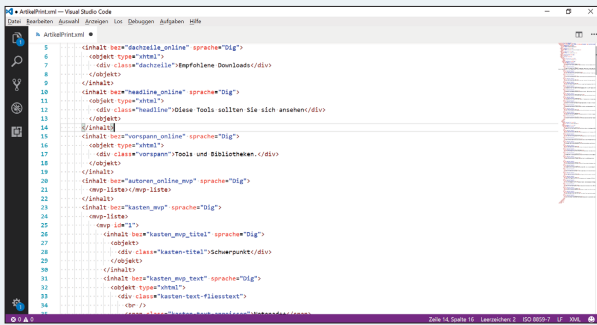 ArtikelPrint.xml — Visual Studio Code
Datei Bearbeiten Auswahl Anzeigen Los Debuggen Aufgaben Hilfe
ArtikelPrint.xml
5 <inhalt bez="dachzeile_online" sprache="Dig">
6 <objekt type="xhtml">
7 <div class="dachzeile">Empfohlene Downloads</div>
8 </objekt>
9 </inhalt>
10 <inhalt bez="headline_online" sprache="Dig">
11 <objekt type="xhtml">
12 <div class="headline">Diese Tools sollten Sie sich ansehen</div>
13 </objekt>
14 </inhalt>
15 <inhalt bez="vorspann_online" sprache="Dig">
16 <objekt type="xhtml">
17 <div class="vorspann">Tools und Bibliotheken.</div>
18 </objekt>
19 </inhalt>
20 <inhalt bez="autoren_online_mvp" sprache="Dig">
21 <mvp-liste></mvp-liste>
22 </inhalt>
23 <inhalt bez="kasten_mvp" sprache="Dig">
24 <mvp-liste>
25 <mvp id="1">
26 <inhalt bez="kasten_mvp_titel" sprache="Dig">
27 <objekt>
28 <div class="kasten-titel">Schwerpunkt</div>
29 </objekt>
30 </inhalt>
31 <inhalt bez="kasten_mvp_text" sprache="Dig">
32 <objekt type="xhtml">
33 <div class="kasten-text-fliesstext">
34 <br />
0 0 Zeile 14, Spalte 16 Leerzeichen: 2 ISO 8859-7 LF XML